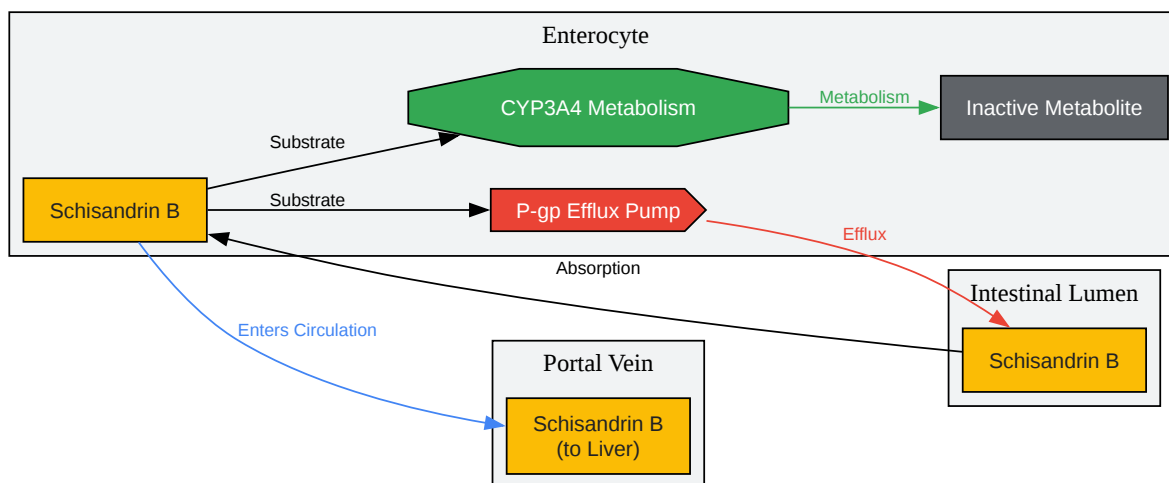 Enterocyte
CYP3A4 Metabolism
Metabolism
Inactive Metabolite
Substrate
Schisandrin B
Substrate
P-gp Efflux Pump
Efflux
Absorption
Intestinal Lumen
Schisandrin B
Enters Circulation
Portal Vein
Schisandrin B
(to Liver)